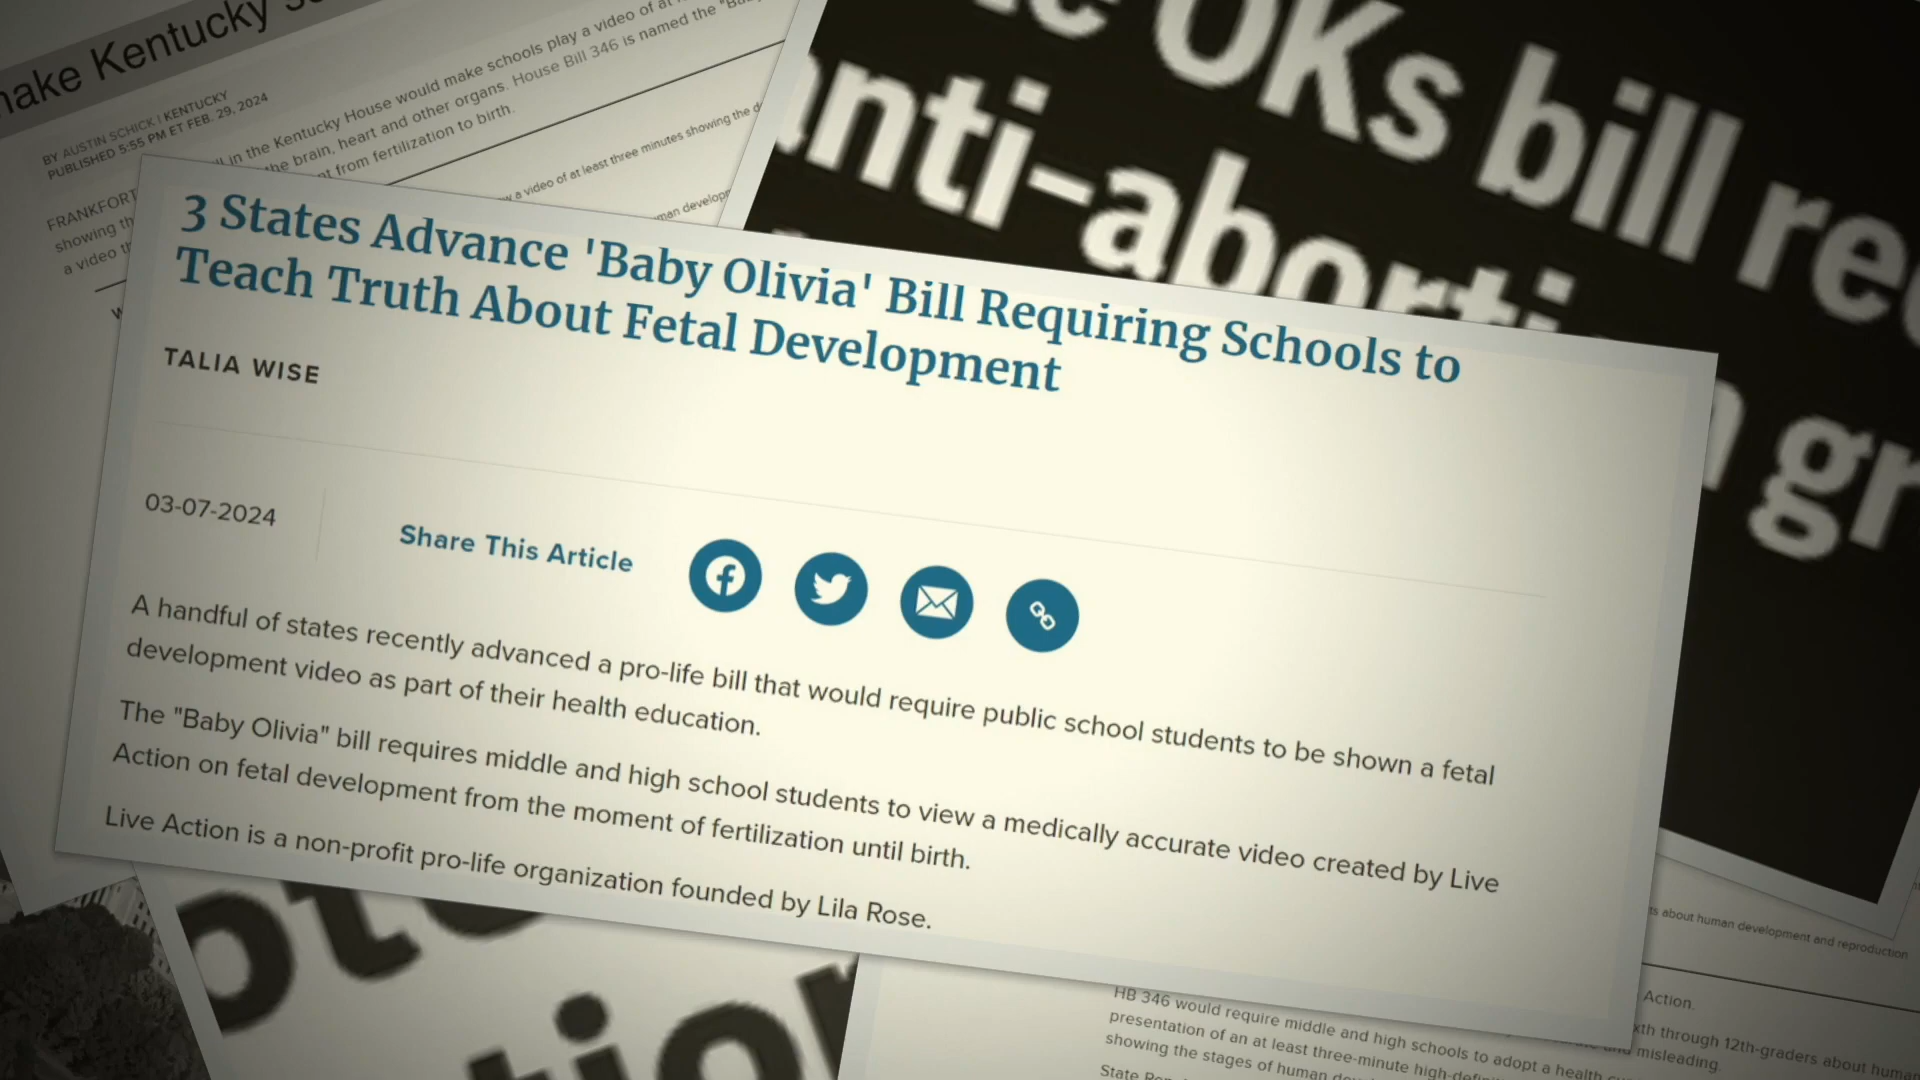 make Kentucky
BY AUSTIN SCHICK | KENTUCKY
PUBLISHED 5:55 PM ET FEB. 29, 2024
FRANKFORT
in the Kentucky House would make schools play a video of at
showing th
the brain, heart and other organs. House Bill 346 is named the "Ba
a video th
from fertilization to birth.
a video of at least three minutes showing the
OKs bill
anti-aborti
gr
3 States Advance 'Baby Olivia' Bill Requiring Schools to
Teach Truth About Fetal Development
TALIA WISE
03-07-2024
Share This Article
A handful of states recently advanced a pro-life bill that would require public school students to be shown a fetal
development video as part of their health education.
The "Baby Olivia" bill requires middle and high school students to view a medically accurate video created by Live
Action on fetal development from the moment of fertilization until birth.
Live Action is a non-profit pro-life organization founded by Lila Rose.
about human development and reproduction
Action.
through 12th-graders about human
misleading.
HB 346 would require middle and high schools to adopt a health
presentation of an at least three-minute
showing the stages of human
State